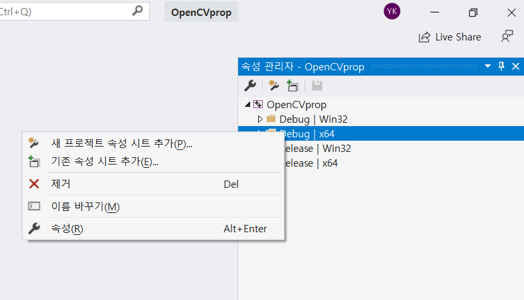 Ctrl+Q)
OpenCVprop
YK
Live Share
속성 관리자 - OpenCVprop
OpenCVprop
Debug | Win32
Debug | x64
새 프로젝트 속성 시트 추가(P)...
elease | Win32
기존 속성 시트 추가(E)...
elease | x64
제거 Del
이름 바꾸기(M)
속성(R) Alt+Enter